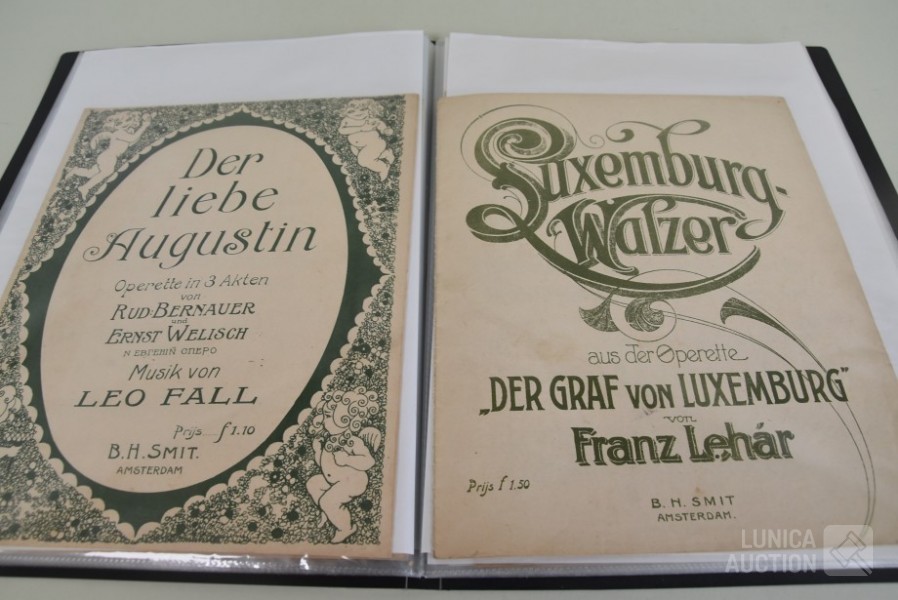 Der
liebe
Augustin
Operette in 3 Akten
von
RUD. BERNAUER
und
ERNST WELISCH
N ЕВГЕНІЙ ОПЕРО
Musik von
LEO FALL
Prijs f 1.10
B. H. SMIT.
AMSTERDAM
Luxemburg-
Walzer
aus der Operette
„DER GRAF VON LUXEMBURG"
von
Franz Lehár
Prijs f 1.50
B. H. SMIT
AMSTERDAM.
LUNICA
AUCTION